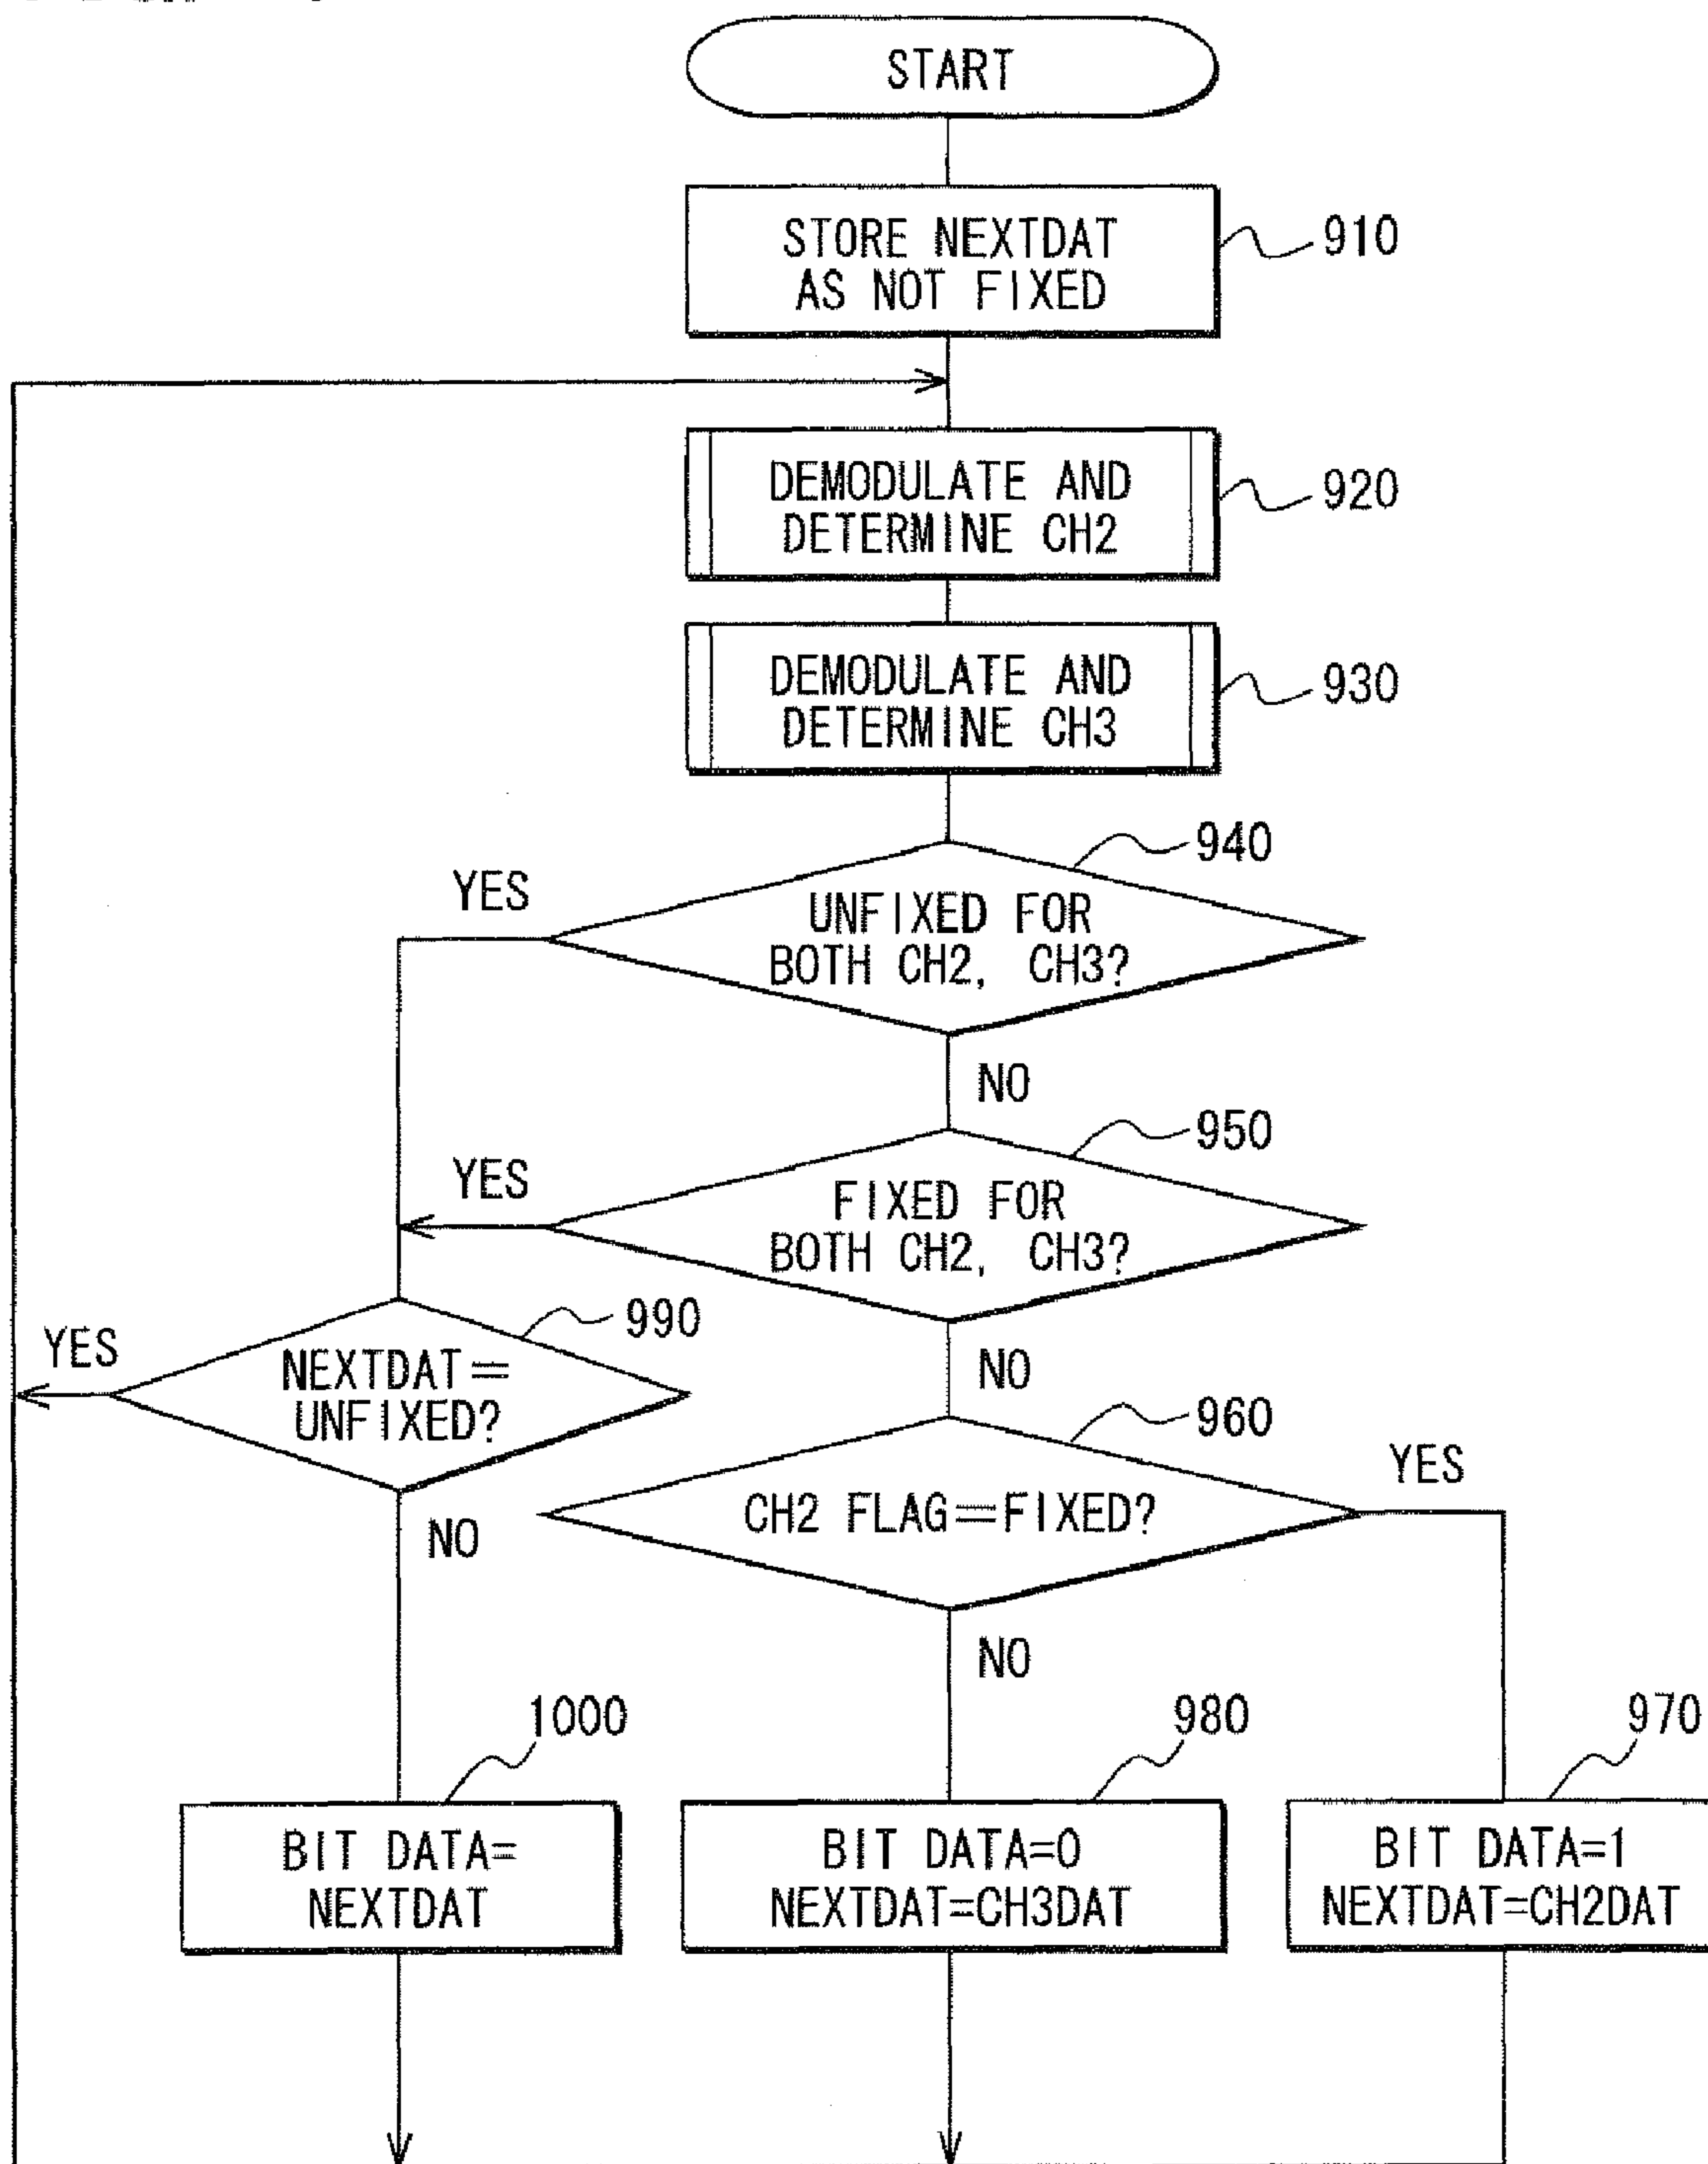 START
STORE NEXTDAT
AS NOT FIXED
910
DEMODULATE AND
DETERMINE CH2
920
DEMODULATE AND
DETERMINE CH3
930
940
YES
UNFIXED FOR
BOTH CH2, CH3?
NO
950
YES
FIXED FOR
BOTH CH2, CH3?
990
YES
NEXTDAT=
UNFIXED?
NO
NO
960
YES
CH2 FLAG=FIXED?
NO
1000
980
970
BIT DATA=
NEXTDAT
BIT DATA=0
NEXTDAT=CH3DAT
BIT DATA=1
NEXTDAT=CH2DAT